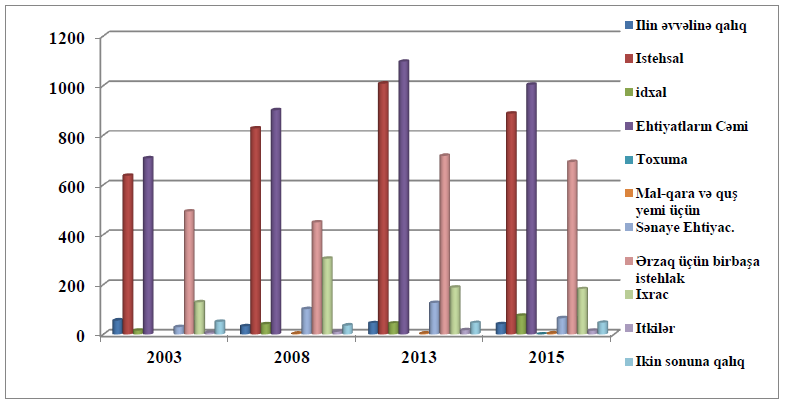 1200
1000
800
600
400
200
0
2003 2008 2013 2015
Ilin əvvəlinə qalıq
Istehsal
idxal
Ehtiyatların Cəmi
Toxuma
Mal-qara və quş
yemi üçün
Sənaye Ehtiyac.
Ərzaq üçün birbaşa
istehlak
Ixrac
Itkilər
Ikin sonuna qalıq